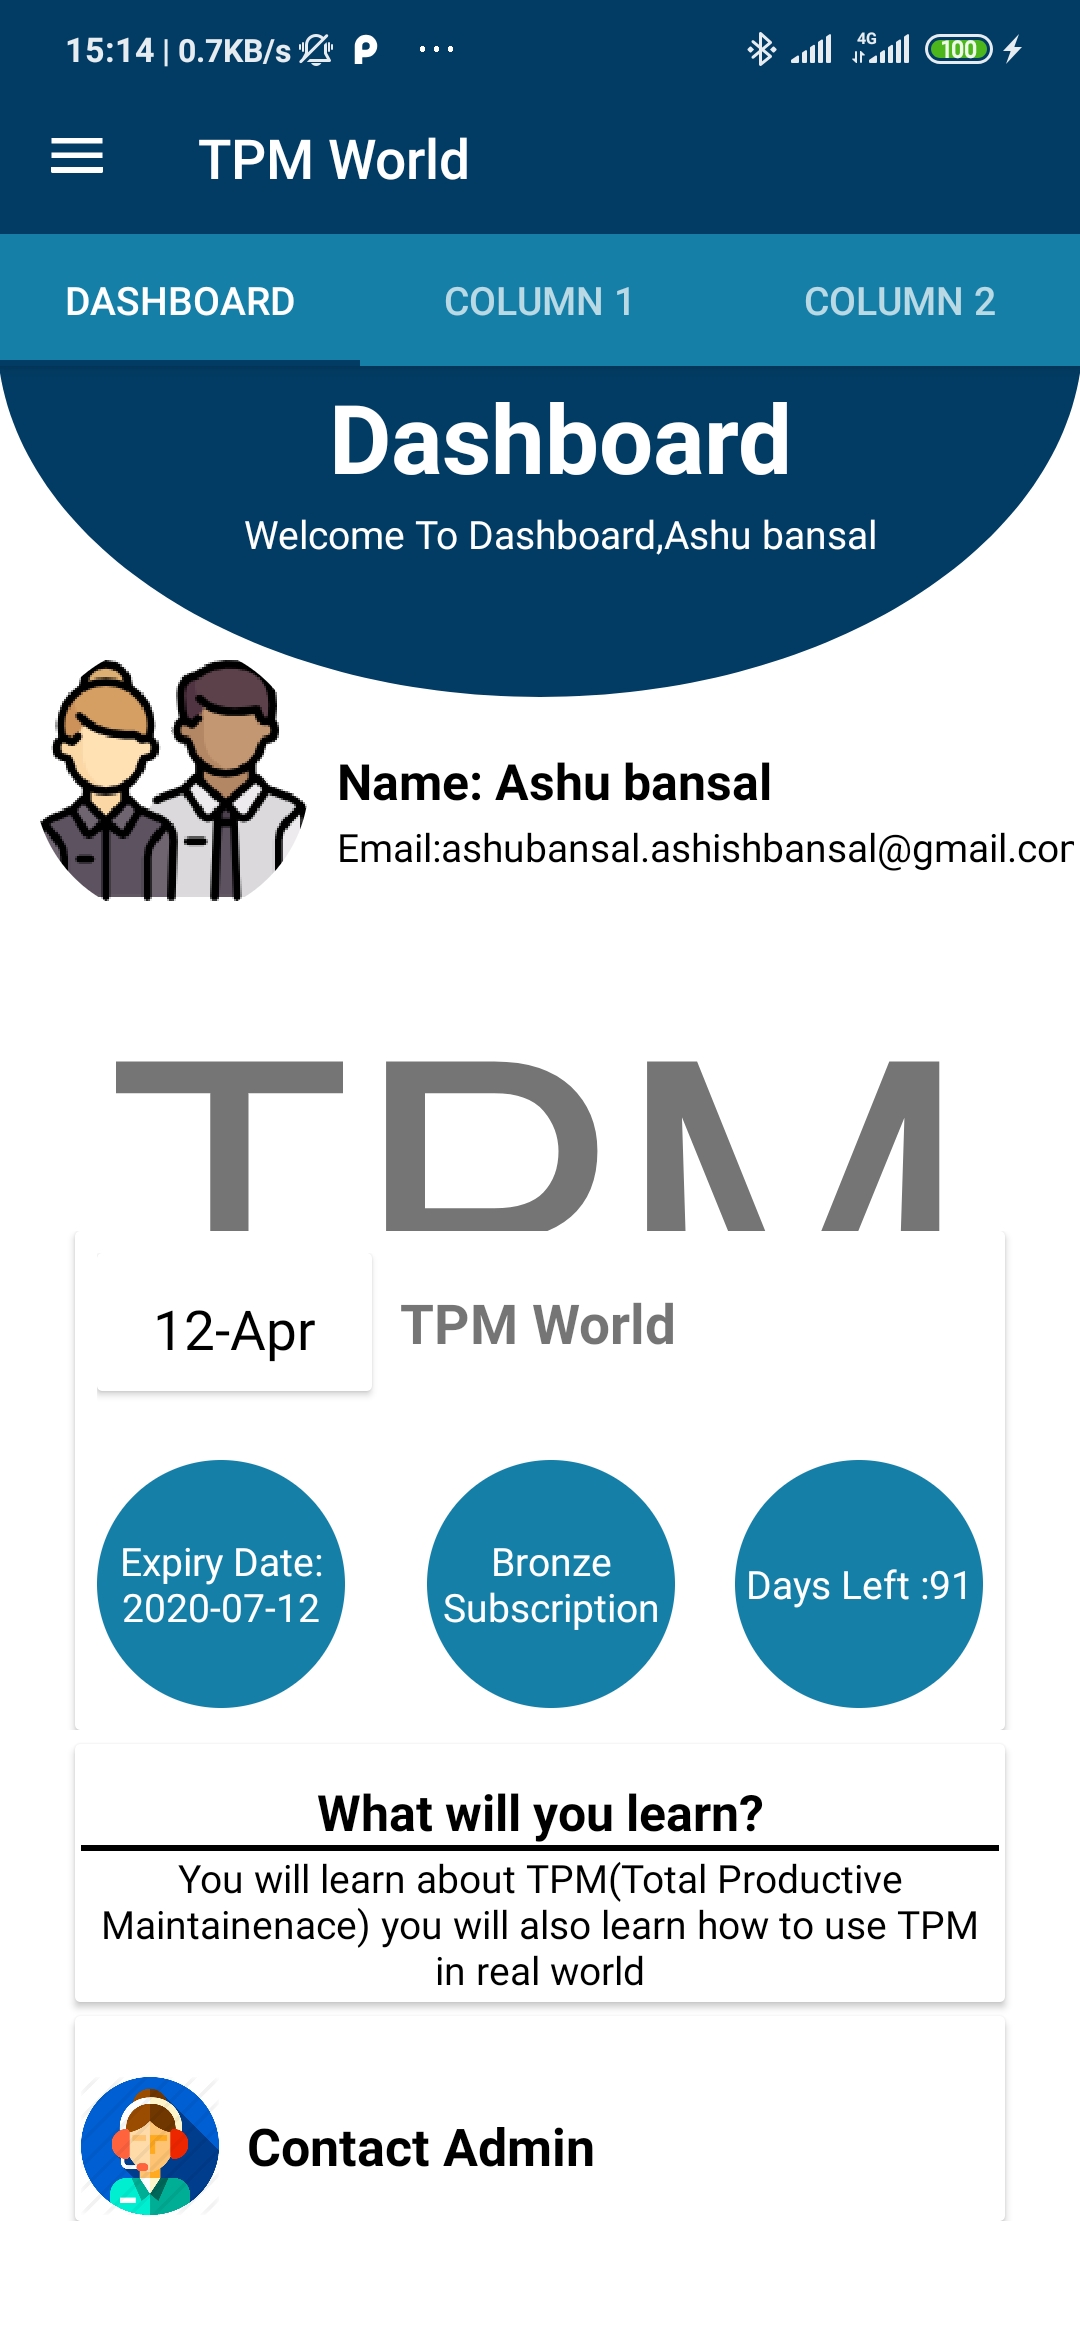 15:14 | 0.7KB/s
4G
100
TPM World
DASHBOARD
COLUMN 1
COLUMN 2
Dashboard
Welcome To Dashboard,Ashu bansal
Name: Ashu bansal
Email:ashubansal.ashishbansal@gmail.com
TPM
12-Apr
TPM World
Expiry Date:
2020-07-12
Bronze
Subscription
Days Left :91
What will you learn?
You will learn about TPM(Total Productive
Maintainenace) you will also learn how to use TPM
in real world
Contact Admin